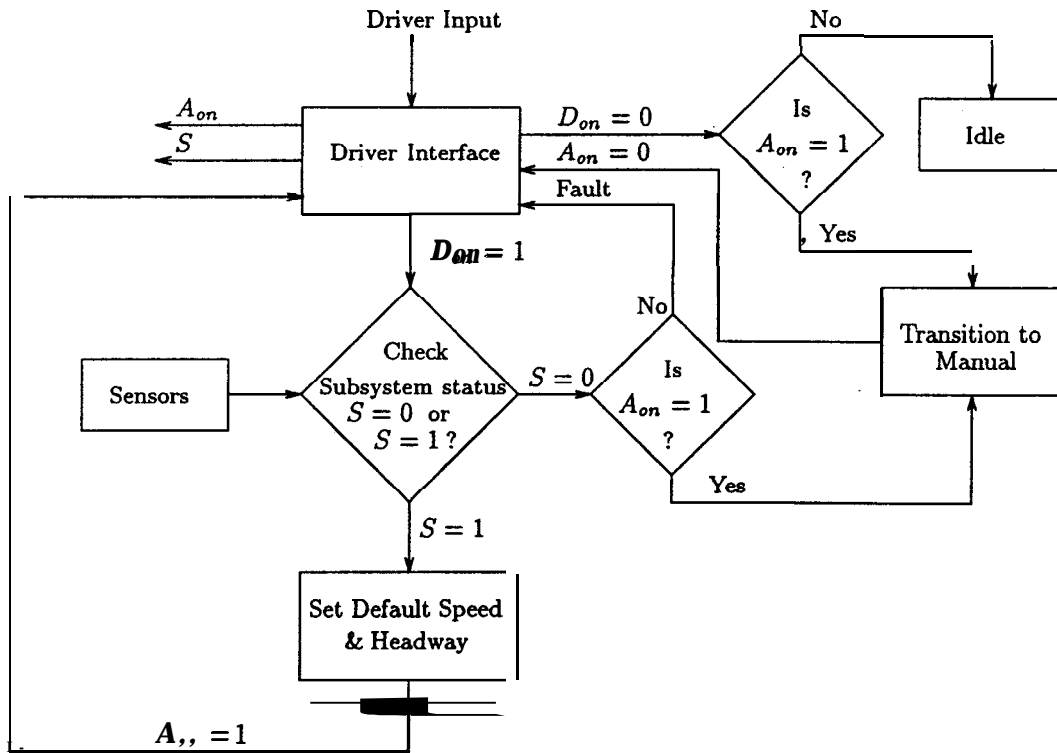 Driver Input
No
A_on
S
Driver Interface
D_on = 0
A_on = 0
Fault
Is
A_on = 1
?
Idle
, Yes
D_on = 1
No
Check
Subsystem status
S = 0 or
S = 1 ?
Sensors
S = 0
Is
A_on = 1
?
Transition to
Manual
Yes
S = 1
Set Default Speed
& Headway
A,, = 1